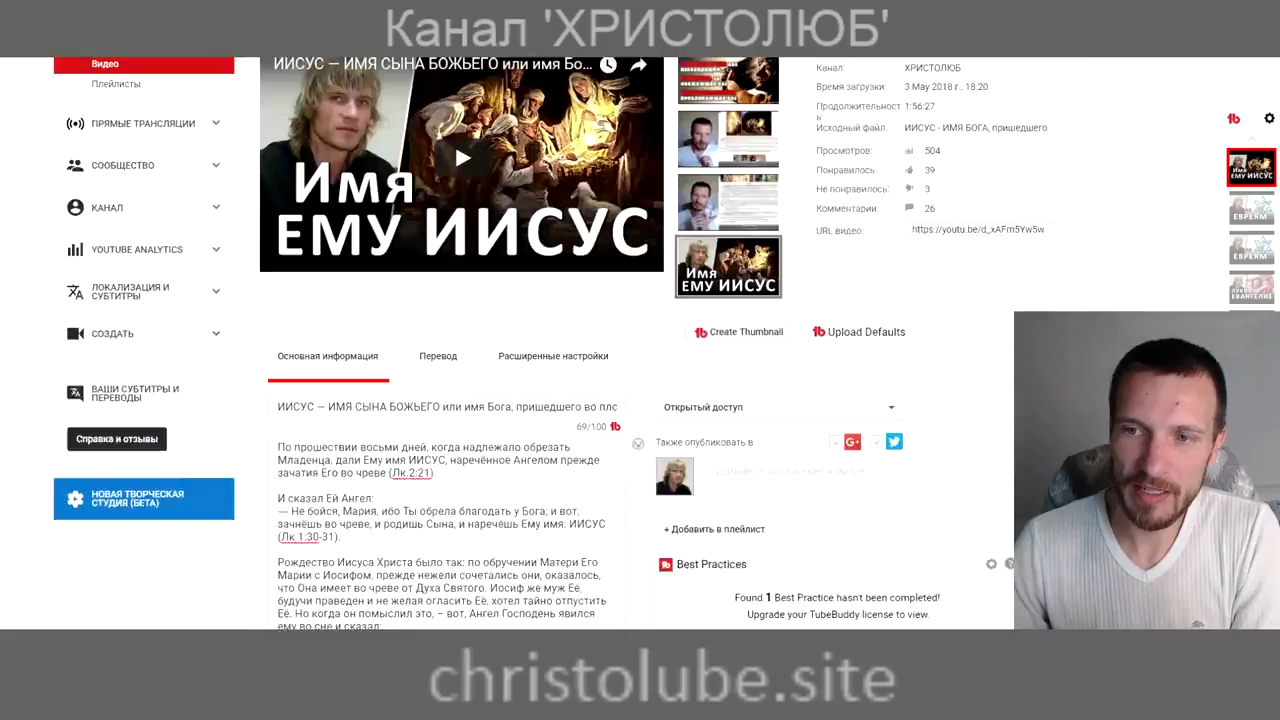 Канал 'ХРИСТОЛЮБ'
Видео
Плейлисты
ПРЯМЫЕ ТРАНСЛЯЦИИ
СООБЩЕСТВО
КАНАЛ
YOUTUBE ANALYTICS
ЛОКАЛИЗАЦИЯ И
СУБТИТРЫ
СОЗДАТЬ
ВАШИ СУБТИТРЫ И
ПЕРЕВОДЫ
Справка и отзывы
НОВАЯ ТВОРЧЕСКАЯ
СТУДИЯ (БЕТА)
ИИСУС — ИМЯ СЫНА БОЖЬЕГО или имя Бо...
Имя
ЕМУ ИИСУС
Имя
ЕМУ ИИСУС
Канал: ХРИСТОЛЮБ
Время загрузки: 3 May 2018 г., 18:20
Продолжительност 1:56:27
ь
Исходный файл: ИИСУС - ИМЯ БОГА, пришедшего
Просмотров: 504
Понравилось: 39
Не понравилось: 3
Комментарии: 26
URL видео: https://youtu.be/d_xAFm5Yw5w
Имя
ЕМУ ИИСУС
ЕВРЕЯМ
ЕВРЕЯМ
ЕВАНГЕЛИЕ
Create Thumbnail
Upload Defaults
Основная информация Перевод Расширенные настройки
ИИСУС — ИМЯ СЫНА БОЖЬЕГО или имя Бога, пришедшего во пло
69/100
По прошествии восьми дней, когда надлежало обрезать
Младенца, дали Ему имя ИИСУС, наречённое Ангелом прежде
зачатия Его во чреве (Лк.2:21).
И сказал Ей Ангел:
— Не бойся, Мария, ибо Ты обрела благодать у Бога; и вот,
зачнёшь во чреве, и родишь Сына, и наречёшь Ему имя: ИИСУС
(Лк.1:30-31).
Рождество Иисуса Христа было так: по обручении Матери Его
Марии с Иосифом, прежде нежели сочетались они, оказалось,
что Она имеет во чреве от Духа Святого. Иосиф же муж Её,
будучи праведен и не желая огласить Её, хотел тайно отпустить
Её. Но когда он помыслил это, – вот, Ангел Господень явился
ему во сне и сказал:
Открытый доступ
Также опубликовать в
+ Добавить в плейлист
Best Practices
Found 1 Best Practice hasn't been completed!
Upgrade your TubeBuddy license to view.
christolube.site